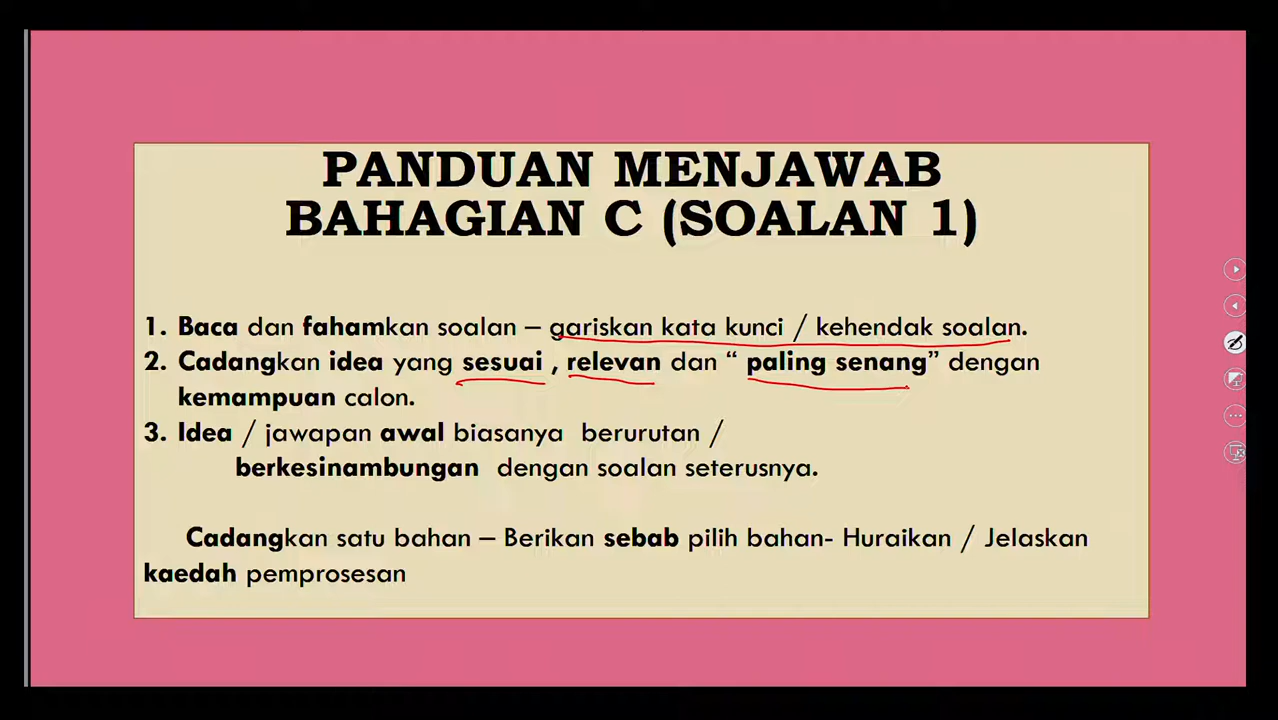 PANDUAN MENJAWAB
BAHAGIAN C (SOALAN 1)
1. Baca dan fahamkan soalan – gariskan kata kunci / kehendak soalan.
2. Cadangkan idea yang sesuai , relevan dan “ paling senang” dengan
kemampuan calon.
3. Idea / jawapan awal biasanya berurutan /
berkesinambungan dengan soalan seterusnya.
Cadangkan satu bahan – Berikan sebab pilih bahan- Huraikan / Jelaskan
kaedah pemprosesan